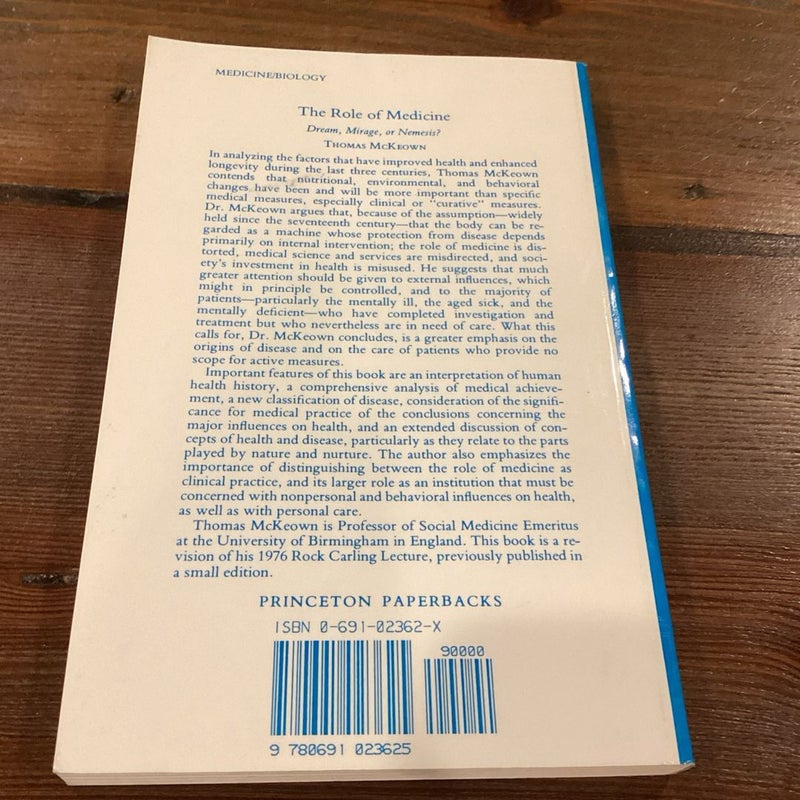 MEDICINE/BIOLOGY
The Role of Medicine
Dream, Mirage, or Nemesis?
THOMAS MCKEOWN
In analyzing the factors that have improved health and enhanced
longevity during the last three centuries, Thomas McKeown
contends that nutritional, environmental, and behavioral
changes have been and will be more important than specific
medical measures, especially clinical or "curative" measures.
Dr. McKeown argues that, because of the assumption—widely
held since the seventeenth century—that the body can be re-
garded as a machine whose protection from disease depends
primarily on internal intervention; the role of medicine is dis-
torted, medical science and services are misdirected, and soci-
ety's investment in health is misused. He suggests that much
greater attention should be given to external influences, which
might in principle be controlled, and to the majority of
patients—particularly the mentally ill, the aged sick, and the
mentally deficient—who have completed investigation and
treatment but who nevertheless are in need of care. What this
calls for, Dr. McKeown concludes, is a greater emphasis on the
origins of disease and on the care of patients who provide no
scope for active measures.
Important features of this book are an interpretation of human
health history, a comprehensive analysis of medical achieve-
ment, a new classification of disease, consideration of the signifi-
cance for medical practice of the conclusions concerning the
major influences on health, and an extended discussion of con-
cepts of health and disease, particularly as they relate to the parts
played by nature and nurture. The author also emphasizes the
importance of distinguishing between the role of medicine as
clinical practice, and its larger role as an institution that must be
concerned with nonpersonal and behavioral influences on health,
as well as with personal care.
Thomas McKeown is Professor of Social Medicine Emeritus
at the University of Birmingham in England. This book is a re-
vision of his 1976 Rock Carling Lecture, previously published in
a small edition.
PRINCETON PAPERBACKS
ISBN 0-691-02362-X
90000
9 780691 023625